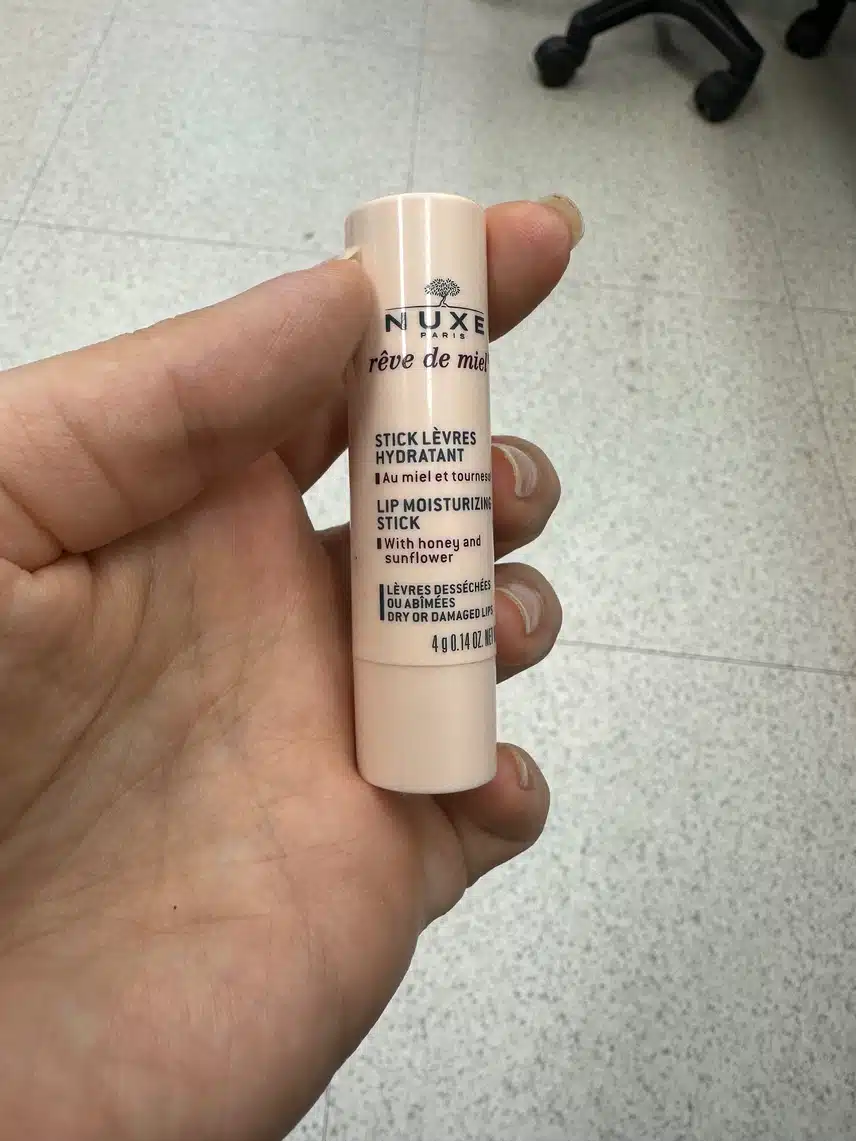 NUXE
PARIS
rêve de miel
STICK LÈVRES
HYDRATANT
Au miel et tournesol
LIP MOISTURIZING
STICK
With honey and
sunflower
LÈVRES DESSÉCHÉES
OU ABÎMÉES
DRY OR DAMAGED LIPS
4 g 0.14 OZ.